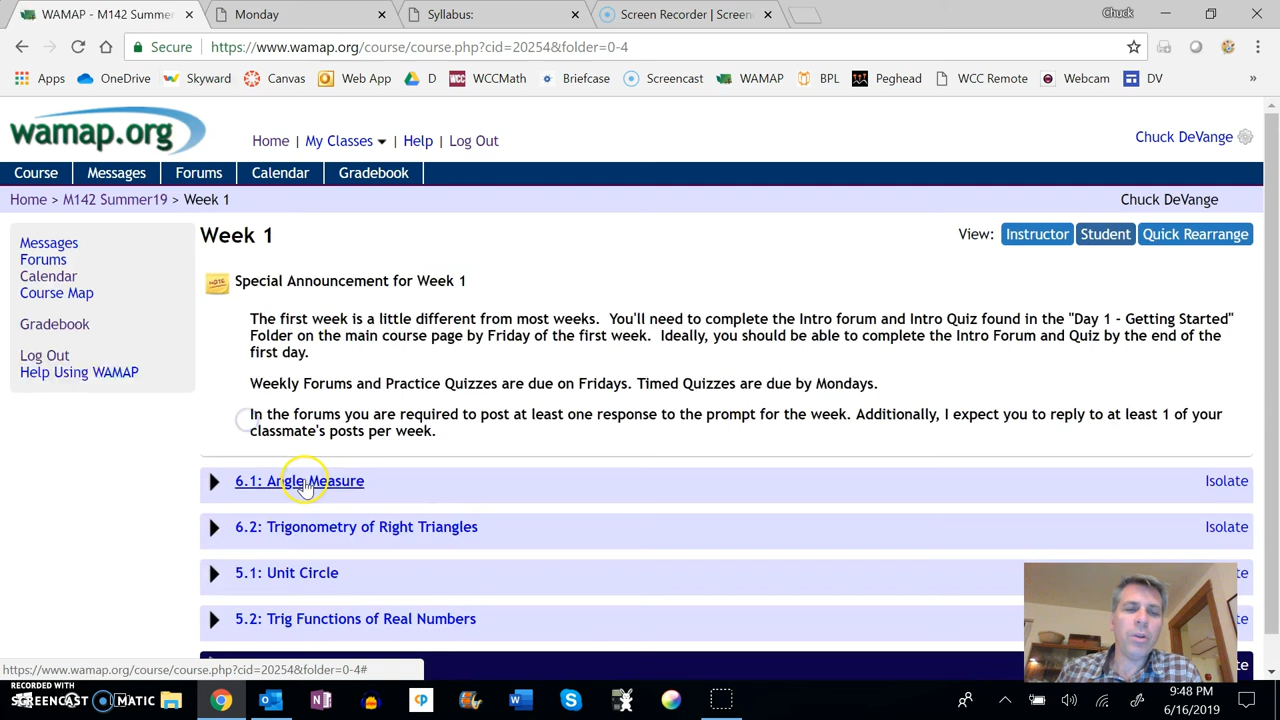 WAMAP - M142 Summer
Monday
Syllabus:
Screen Recorder | Screen
Chuck
Secure
https://www.wamap.org/course/course.php?cid=20254&folder=0-4
Apps
OneDrive
Skyward
Canvas
Web App
D
WCCMath
Briefcase
Screencast
WAMAP
BPL
Peghead
WCC Remote
Webcam
DV
»
wamap.org
Home | My Classes | Help | Log Out
Chuck DeVange
Course
Messages
Forums
Calendar
Gradebook
Home > M142 Summer19 > Week 1
Chuck DeVange
Messages
Forums
Calendar
Course Map
Gradebook
Log Out
Help Using WAMAP
Week 1
View: Instructor Student Quick Rearrange
NOTE
Special Announcement for Week 1
The first week is a little different from most weeks. You'll need to complete the Intro forum and Intro Quiz found in the "Day 1 - Getting Started"
Folder on the main course page by Friday of the first week. Ideally, you should be able to complete the Intro Forum and Quiz by the end of the
first day.
Weekly Forums and Practice Quizzes are due on Fridays. Timed Quizzes are due by Mondays.
In the forums you are required to post at least one response to the prompt for the week. Additionally, I expect you to reply to at least 1 of your
classmate's posts per week.
6.1: Angle Measure
Isolate
6.2: Trigonometry of Right Triangles
Isolate
5.1: Unit Circle
5.2: Trig Functions of Real Numbers
https://www.wamap.org/course/course.php?cid=20254&folder=0-4#
RECORDED WITH
SCREENCAST MATIC
9:48 PM
6/16/2019